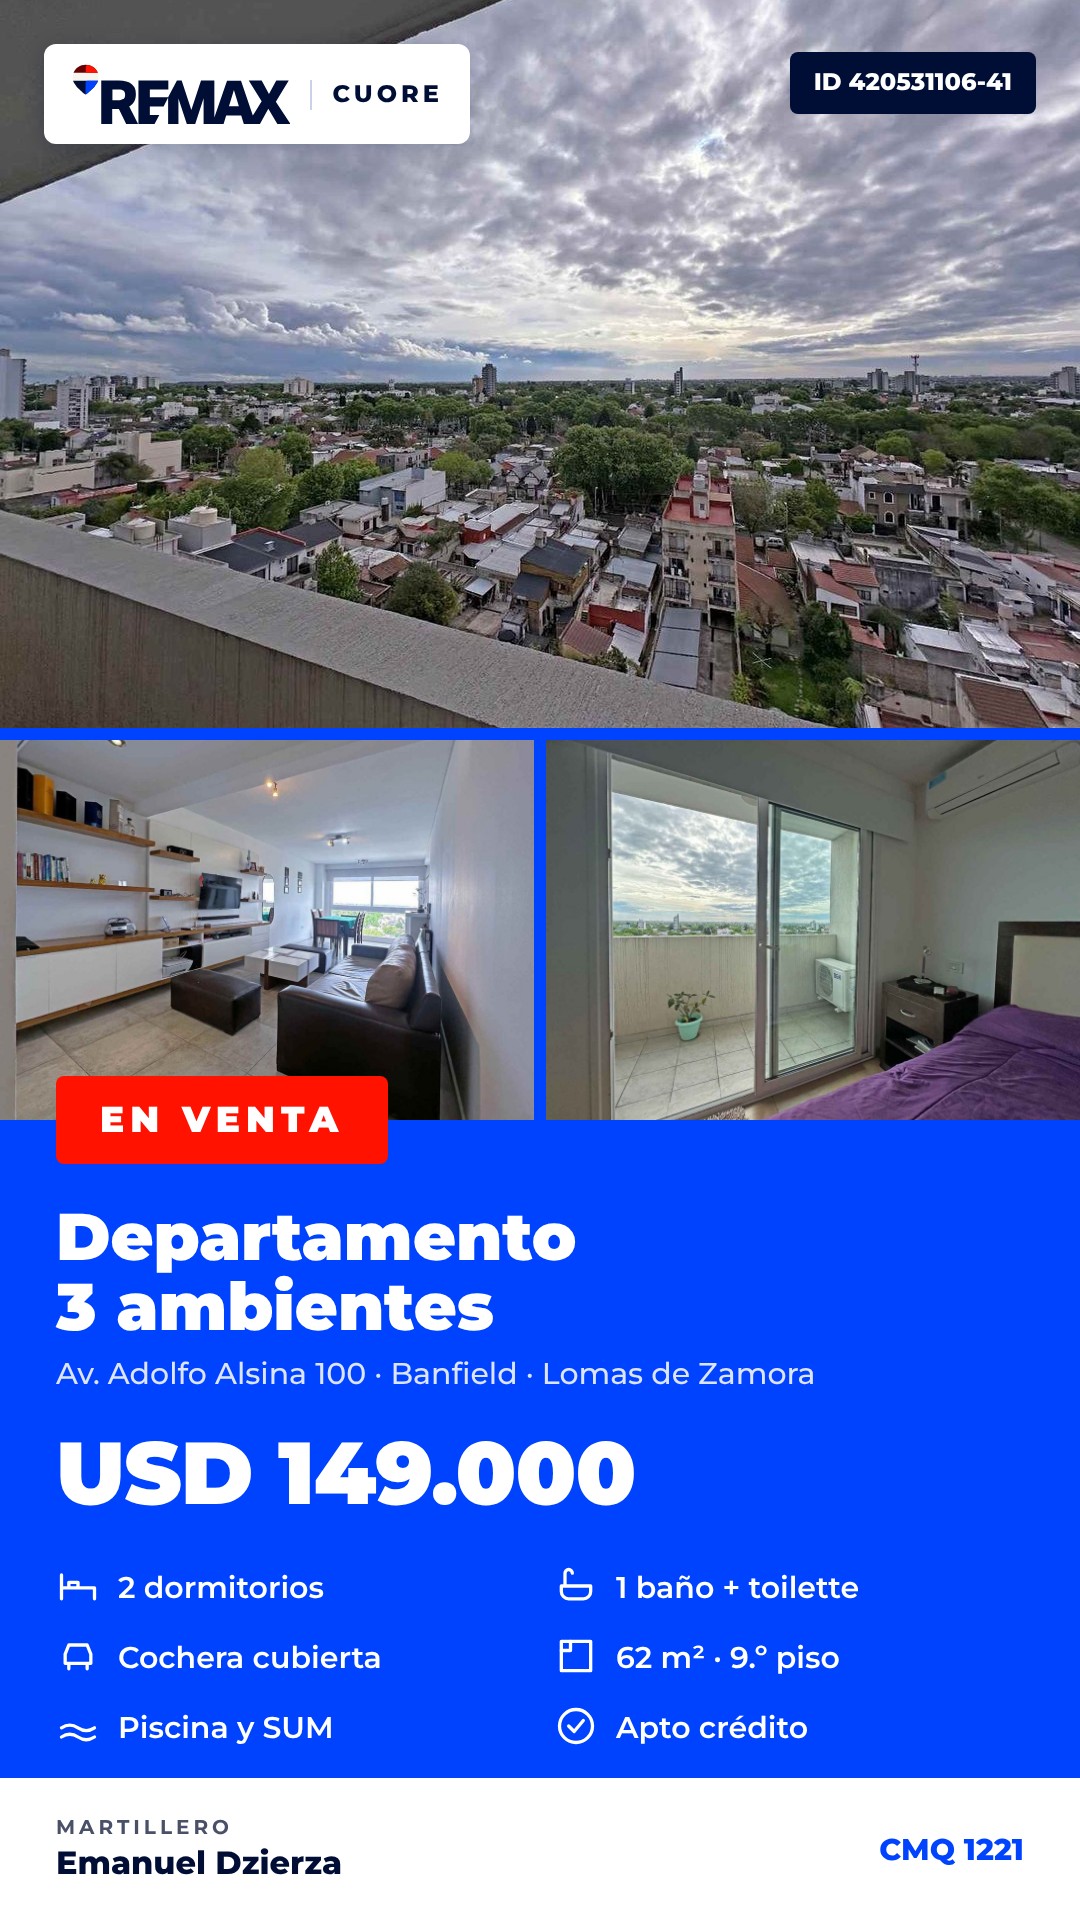 REMAX | CUORE
ID 420531106-41
EN VENTA
Departamento
3 ambientes
Av. Adolfo Alsina 100 · Banfield · Lomas de Zamora
USD 149.000
2 dormitorios
1 baño + toilette
Cochera cubierta
62 m² · 9.º piso
Piscina y SUM
Apto crédito
MARTILLERO
Emanuel Dzierza
CMQ 1221